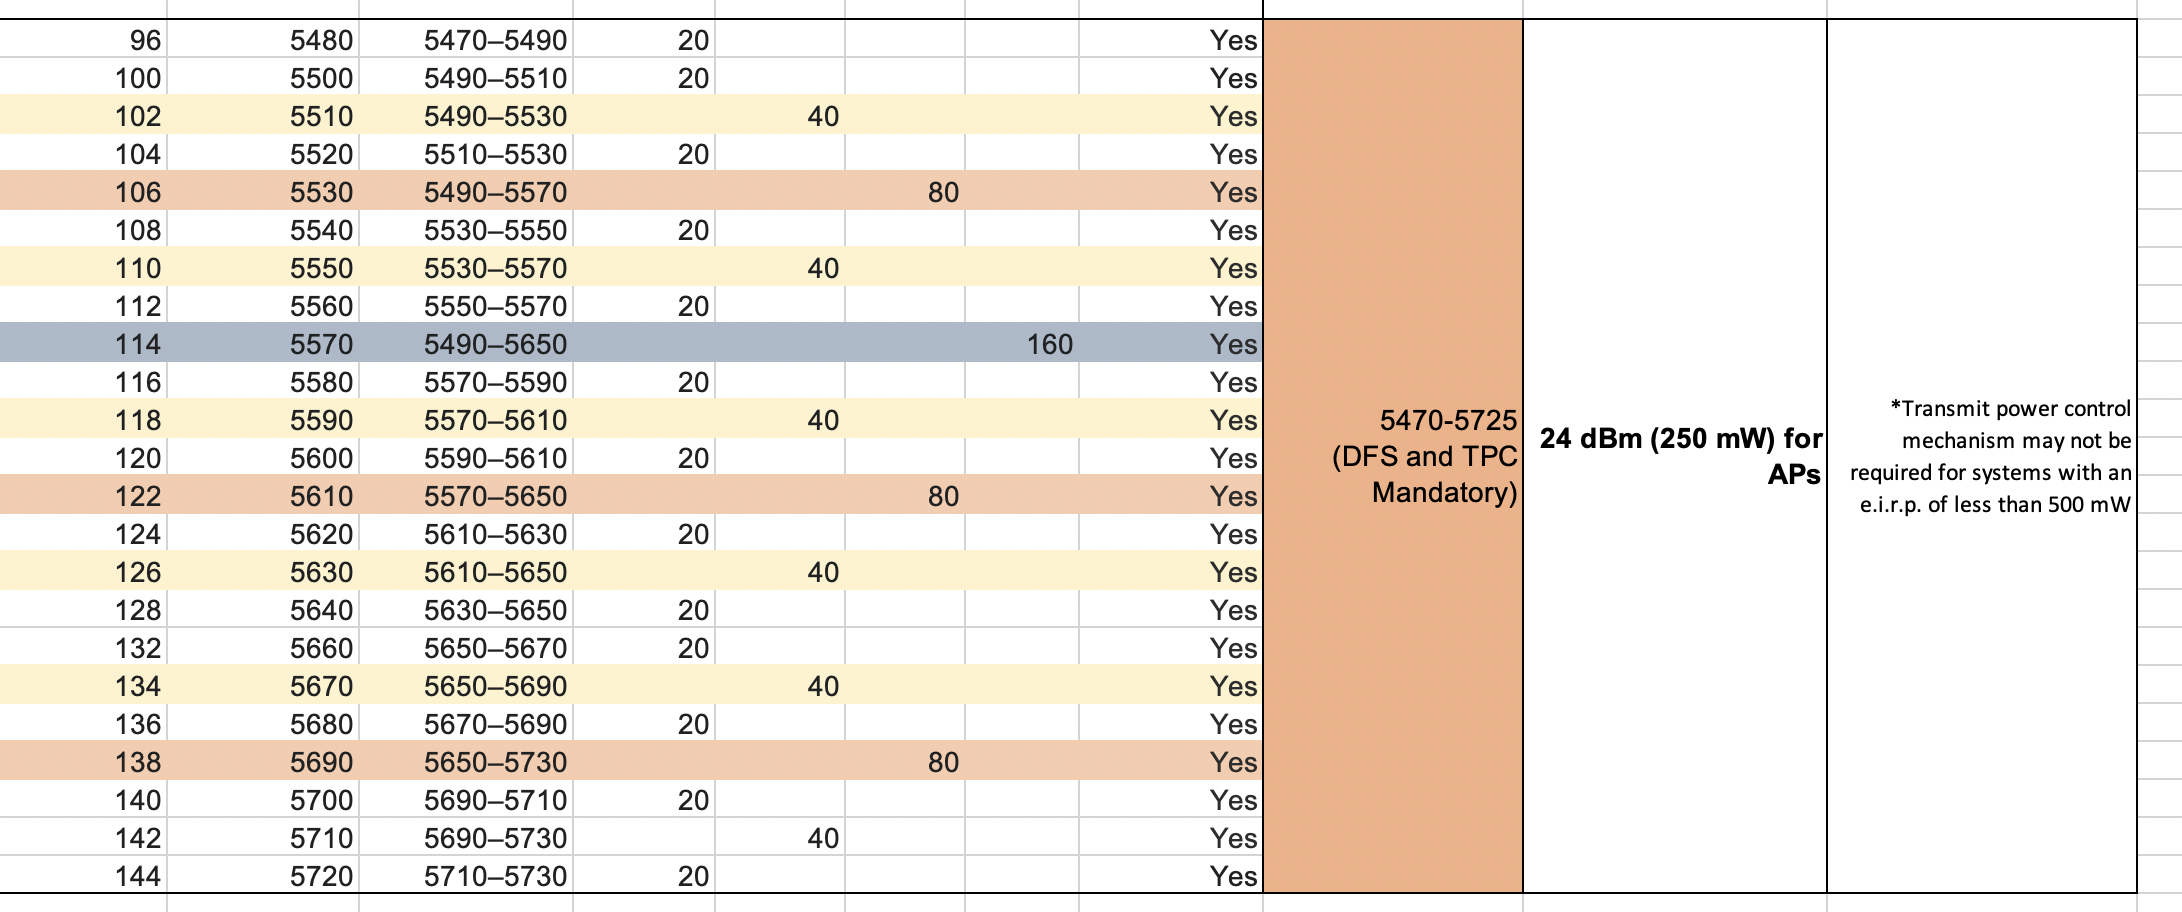 96 5480 5470–5490 20 Yes
100 5500 5490–5510 20 Yes
102 5510 5490–5530 40 Yes
104 5520 5510–5530 20 Yes
106 5530 5490–5570 80 Yes
108 5540 5530–5550 20 Yes
110 5550 5530–5570 40 Yes
112 5560 5550–5570 20 Yes
114 5570 5490–5650 160 Yes
116 5580 5570–5590 20 Yes
118 5590 5570–5610 40 Yes
120 5600 5590–5610 20 Yes
122 5610 5570–5650 80 Yes
124 5620 5610–5630 20 Yes
126 5630 5610–5650 40 Yes
128 5640 5630–5650 20 Yes
132 5660 5650–5670 20 Yes
134 5670 5650–5690 40 Yes
136 5680 5670–5690 20 Yes
138 5690 5650–5730 80 Yes
140 5700 5690–5710 20 Yes
142 5710 5690–5730 40 Yes
144 5720 5710–5730 20 Yes
5470-5725
(DFS and TPC
Mandatory)
24 dBm (250 mW) for
APs
*Transmit power control
mechanism may not be
required for systems with an
e.i.r.p. of less than 500 mW